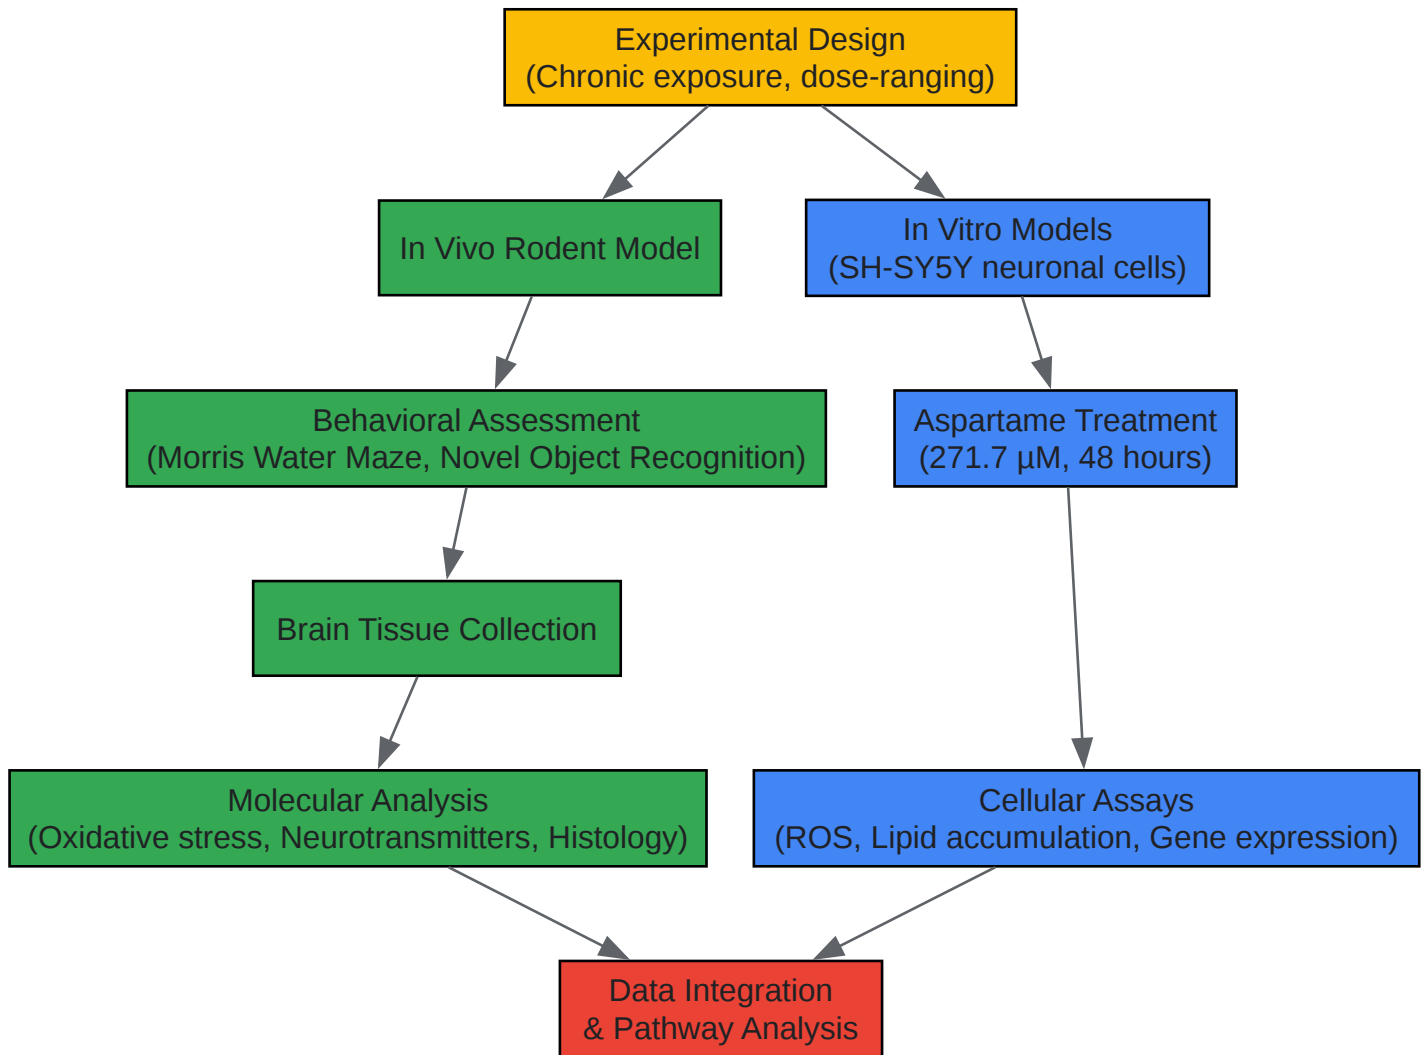 Experimental Design
(Chronic exposure, dose-ranging)
In Vivo Rodent Model
In Vitro Models
(SH-SY5Y neuronal cells)
Behavioral Assessment
(Morris Water Maze, Novel Object Recognition)
Aspartame Treatment
(271.7 µM, 48 hours)
Brain Tissue Collection
Molecular Analysis
(Oxidative stress, Neurotransmitters, Histology)
Cellular Assays
(ROS, Lipid accumulation, Gene expression)
Data Integration
& Pathway Analysis